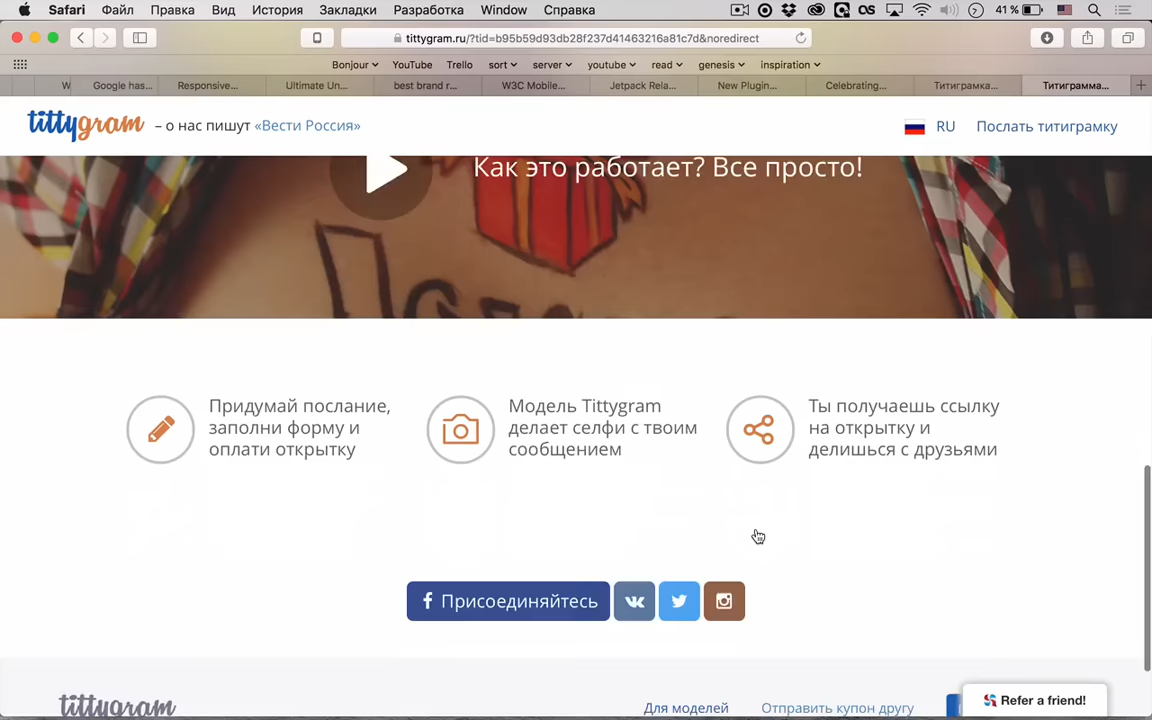 Safari Файл Правка Вид История Закладки Разработка Window Справка 41 %
tittygram.ru/?tid=b95b59d93db28f237d41463216a81c7d&noredirect
Bonjour YouTube Trello sort server youtube read genesis inspiration
W Google has... Responsive... Ultimate Un... best brand r... W3C Mobile... Jetpack Rela... New Plugin... Celebrating... Титиграмка... Титиграмма...
tittygram – о нас пишут «Вести Россия» RU Послать титиграмку
Как это работает? Все просто!
Придумай послание,
заполни форму и
оплати открытку
Модель Tittygram
делает селфи с твоим
сообщением
Ты получаешь ссылку
на открытку и
делишься с друзьями
Присоединяйтесь
tittygram Для моделей Отправить купон другу
Refer a friend!